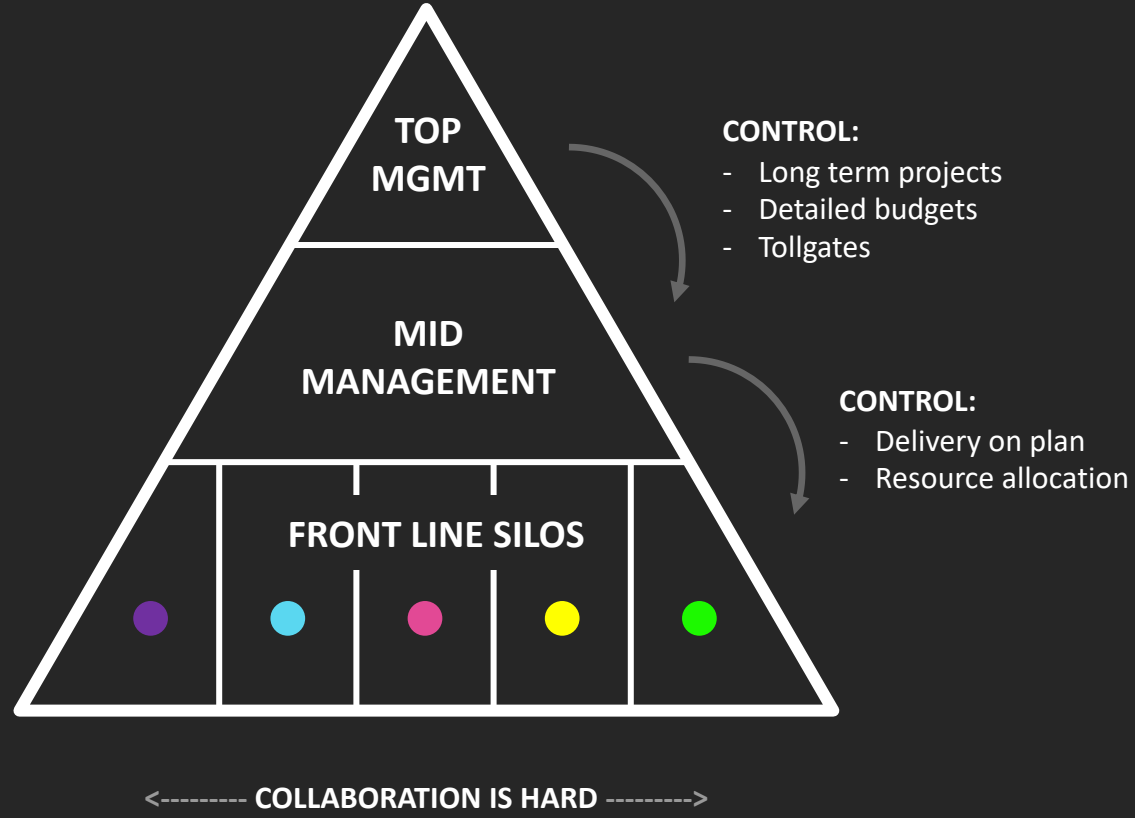 TOP
MGMT
CONTROL:
- Long term projects
- Detailed budgets
- Tollgates
MID
MANAGEMENT
CONTROL:
- Delivery on plan
- Resource allocation
FRONT LINE SILOS
<--------- COLLABORATION IS HARD --------->